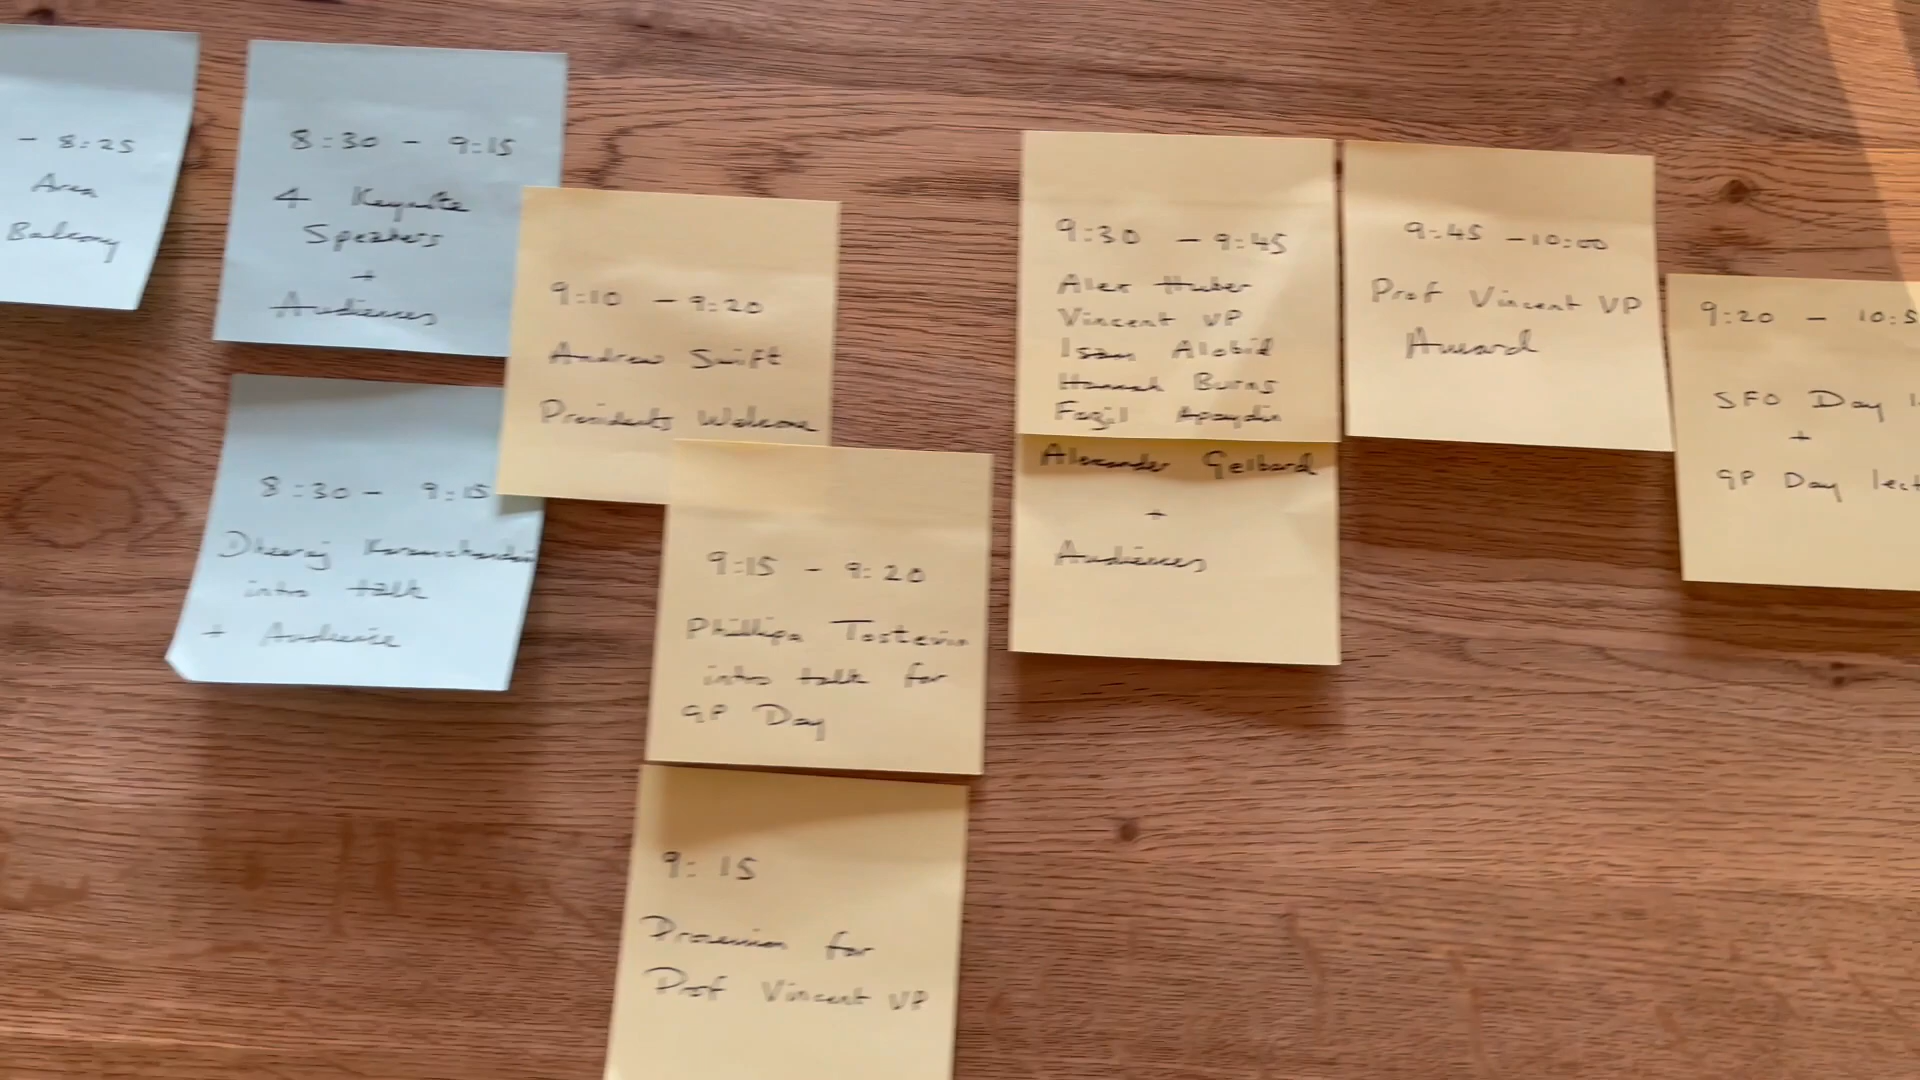 - 8:25
Area
Balcony
8:30 - 9:15
4 Keynote
Speakers
+
Audiences
8:30 - 9:15
Dheeraj Karamchandani
intro talk
+ Audience
9:10 - 9:20
Andrew Swift
Presidents Welcome
9:15 - 9:20
Phillipa Tostevin
intro talk for
GP Day
9:15
Procession for
Prof Vincent VP
9:30 - 9:45
Alex Huber
Vincent VP
Isam Alobid
Hannah Burns
Fazil Apaydin
Alexander Gelbard
+
Audiences
9:45 - 10:00
Prof Vincent VP
Award
9:20 - 10:5
SFO Day
+
GP Day lect